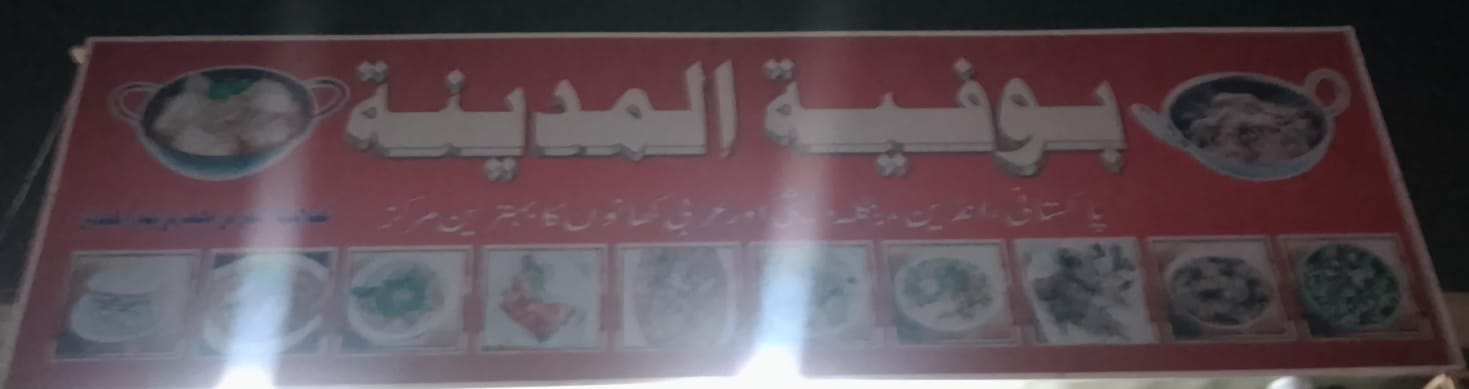 بوفية المدينة
پاکستانی، انڈین، بنگلہ دیشی اور عربی کھانوں کا بہترین مرکز